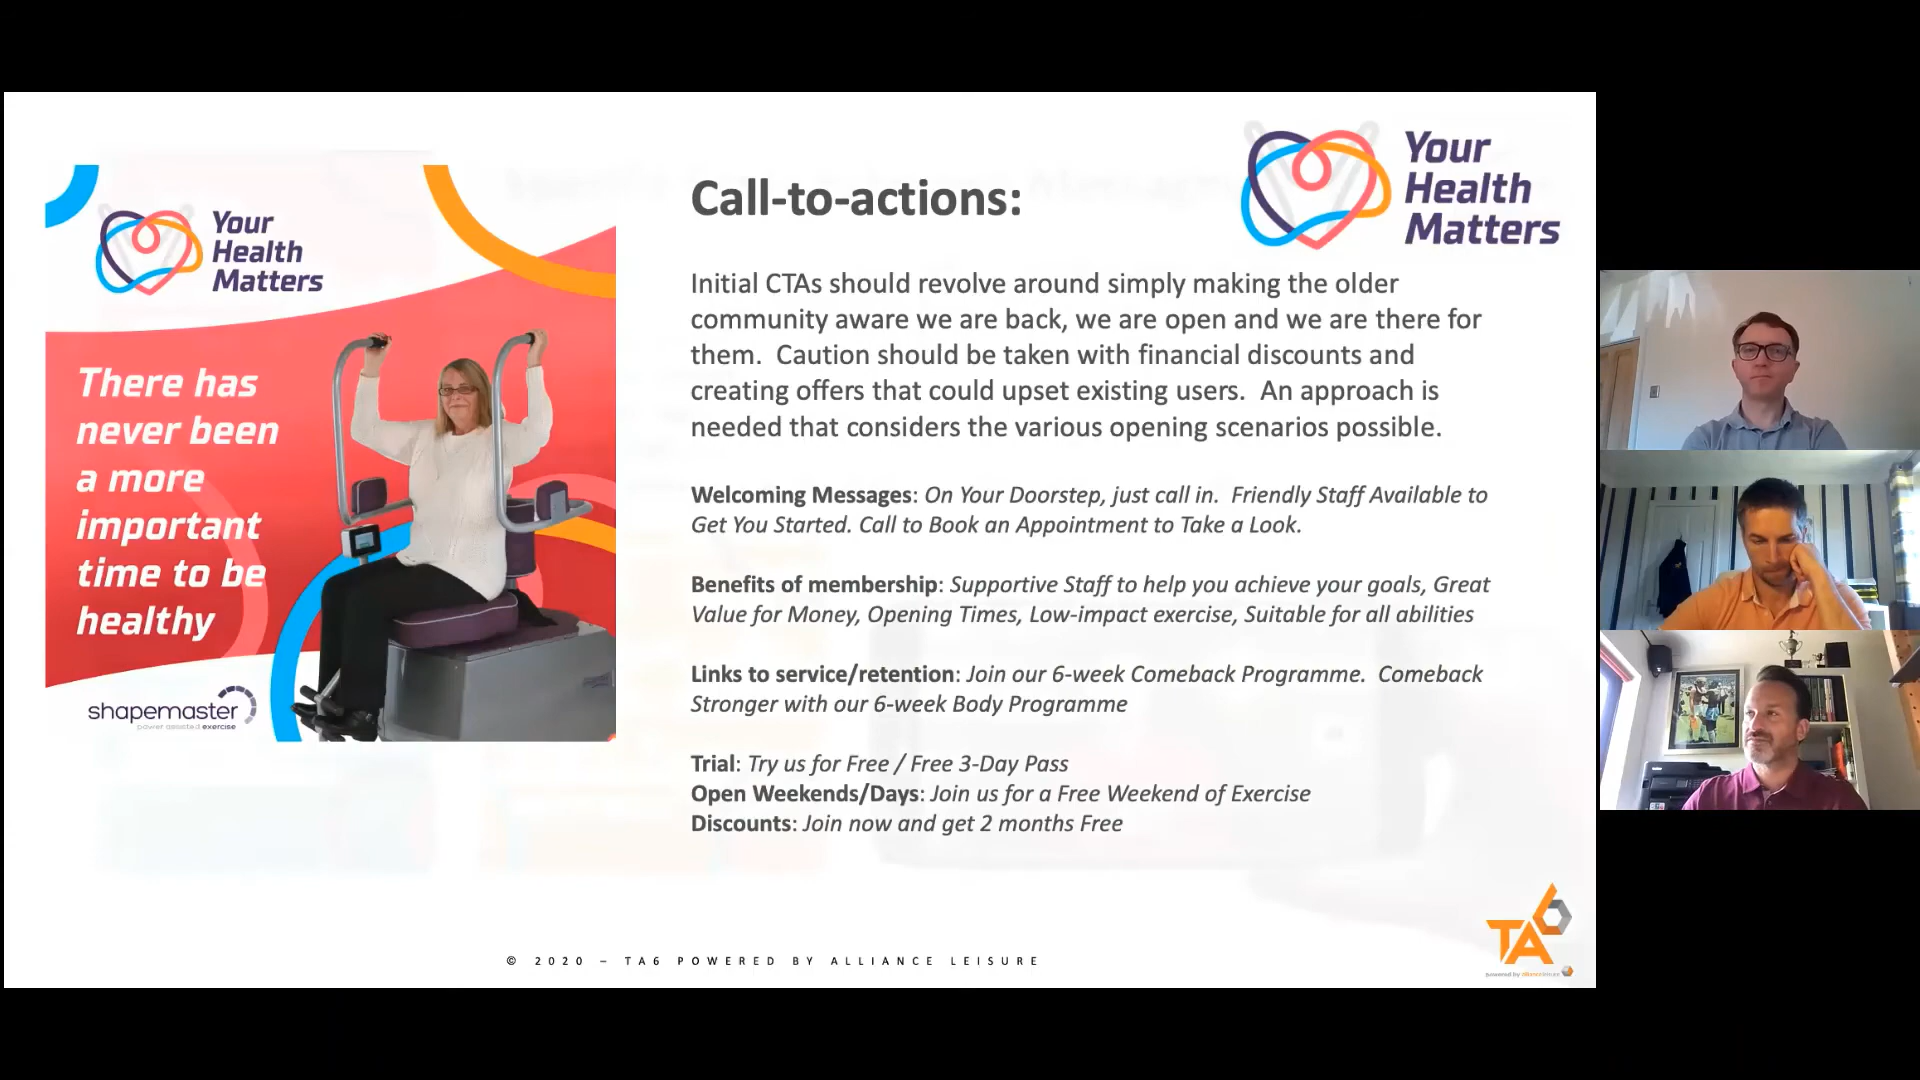 Your
Health
Matters
There has
never been
a more
important
time to be
healthy
shapemaster
power assisted exercise
Call-to-actions:
Your
Health
Matters
Initial CTAs should revolve around simply making the older
community aware we are back, we are open and we are there for
them.  Caution should be taken with financial discounts and
creating offers that could upset existing users.  An approach is
needed that considers the various opening scenarios possible.
Welcoming Messages: On Your Doorstep, just call in.  Friendly Staff Available to
Get You Started. Call to Book an Appointment to Take a Look.
Benefits of membership: Supportive Staff to help you achieve your goals, Great
Value for Money, Opening Times, Low-impact exercise, Suitable for all abilities
Links to service/retention: Join our 6-week Comeback Programme.  Comeback
Stronger with our 6-week Body Programme
Trial: Try us for Free / Free 3-Day Pass
Open Weekends/Days: Join us for a Free Weekend of Exercise
Discounts: Join now and get 2 months Free
TA6
powered by allianceleisure
© 2020 – TA6 POWERED BY ALLIANCE LEISURE